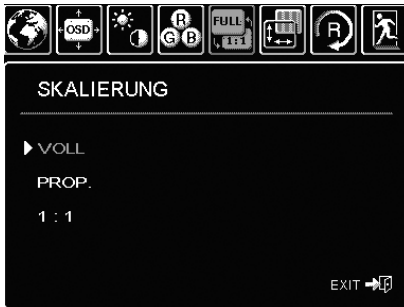 OSD
R
G B
FULL
1:1
R
SKALIERUNG
VOLL
PROP.
1 : 1
EXIT